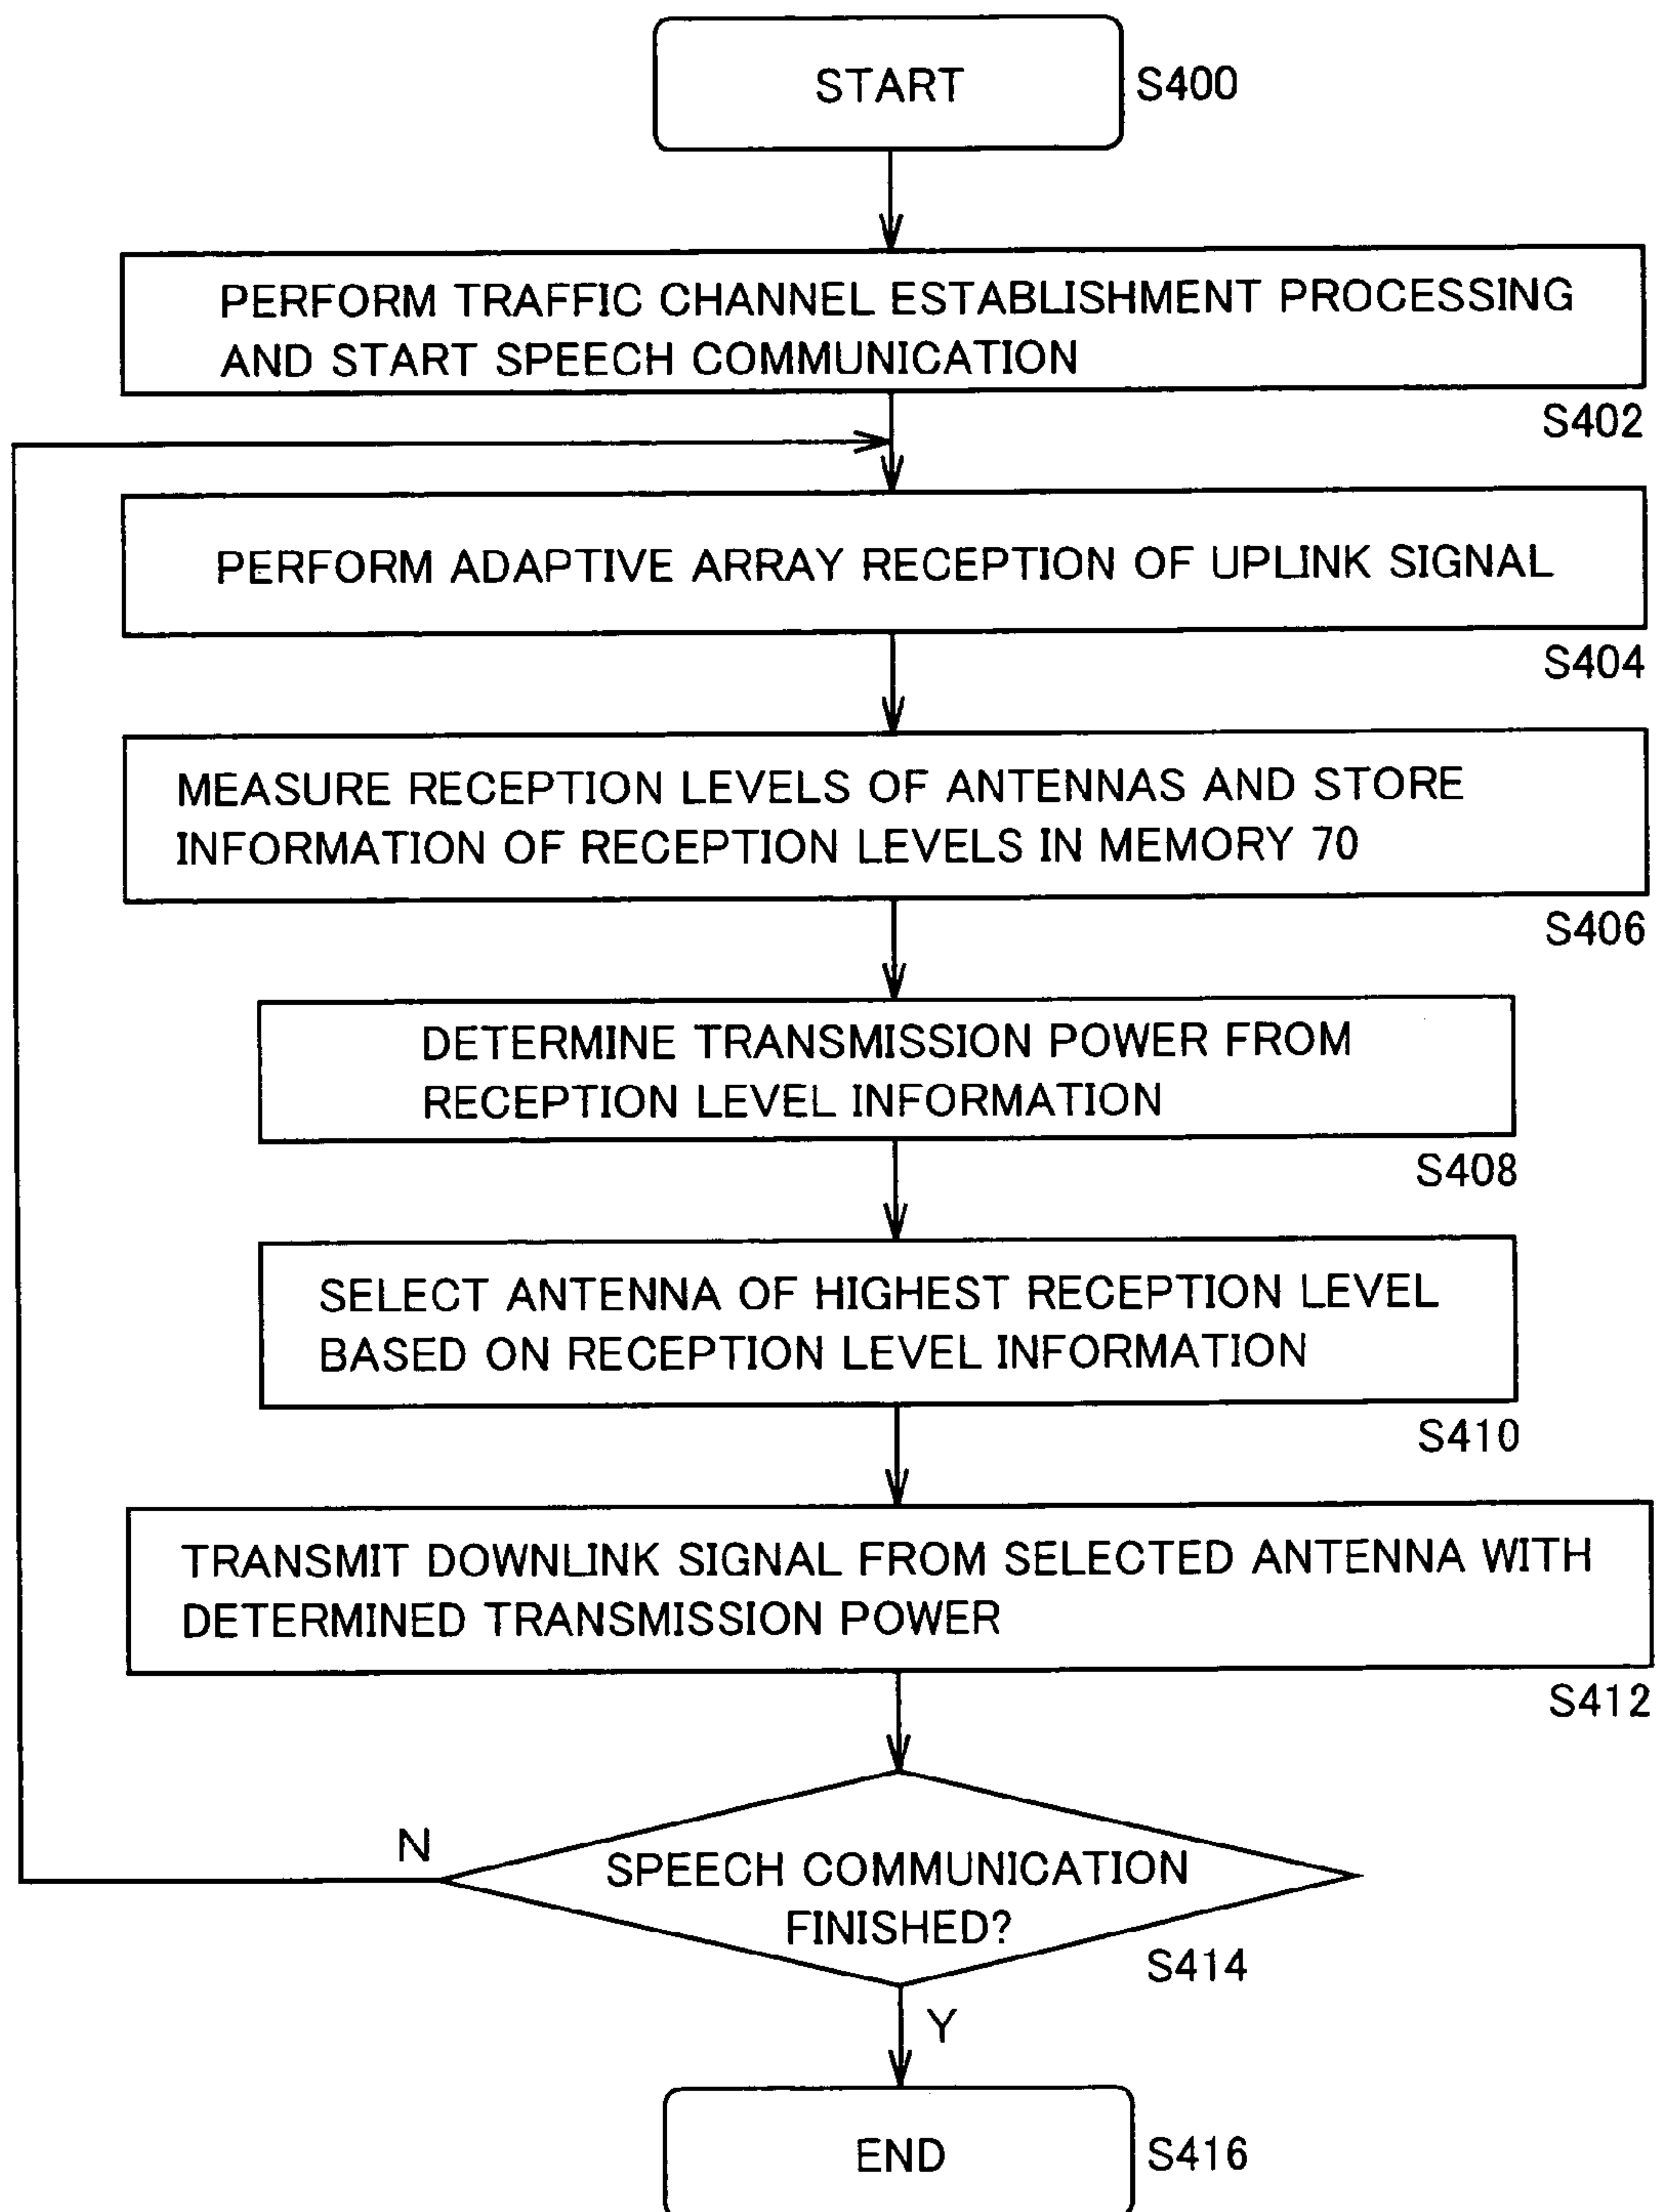 START
S400
PERFORM TRAFFIC CHANNEL ESTABLISHMENT PROCESSING
AND START SPEECH COMMUNICATION
S402
PERFORM ADAPTIVE ARRAY RECEPTION OF UPLINK SIGNAL
S404
MEASURE RECEPTION LEVELS OF ANTENNAS AND STORE
INFORMATION OF RECEPTION LEVELS IN MEMORY 70
S406
DETERMINE TRANSMISSION POWER FROM
RECEPTION LEVEL INFORMATION
S408
SELECT ANTENNA OF HIGHEST RECEPTION LEVEL
BASED ON RECEPTION LEVEL INFORMATION
S410
TRANSMIT DOWNLINK SIGNAL FROM SELECTED ANTENNA WITH
DETERMINED TRANSMISSION POWER
S412
N
SPEECH COMMUNICATION
FINISHED?
S414
Y
END
S416